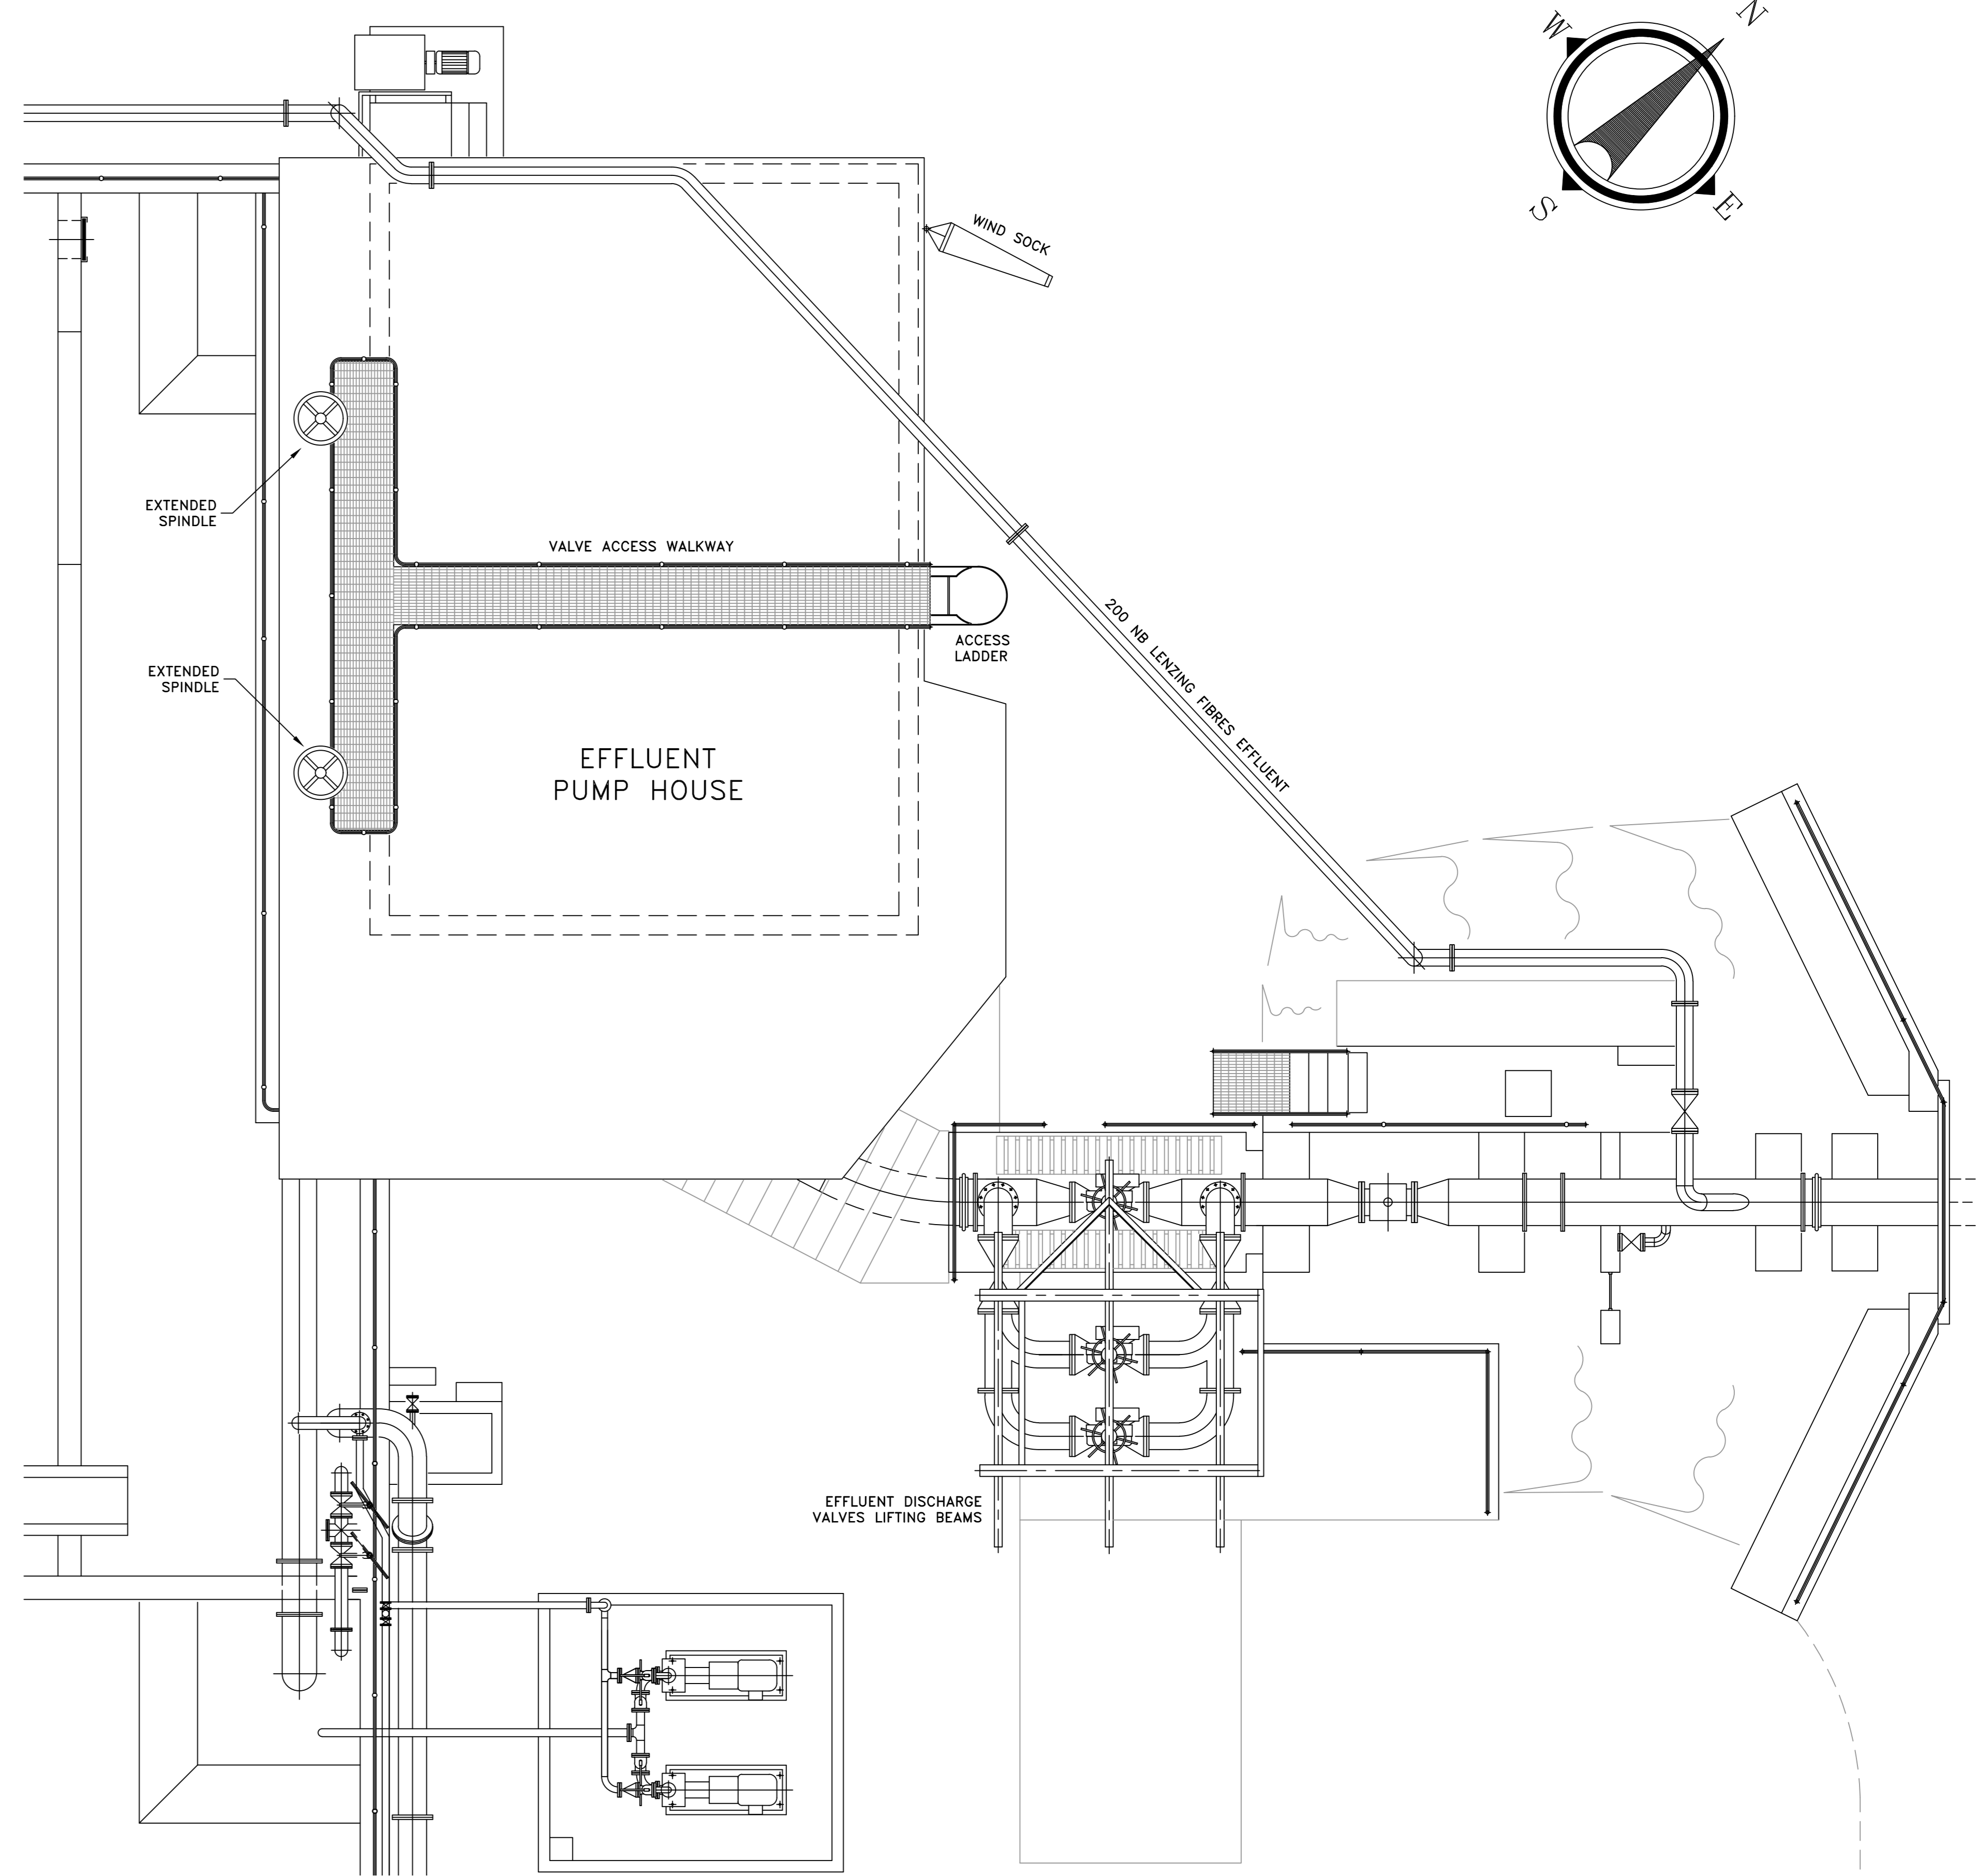 N
W
S
E
WIND SOCK
EXTENDED
SPINDLE
VALVE ACCESS WALKWAY
ACCESS
LADDER
200 NB LENZING FIBRES EFFLUENT
EXTENDED
SPINDLE
EFFLUENT
PUMP HOUSE
EFFLUENT DISCHARGE
VALVES LIFTING BEAMS